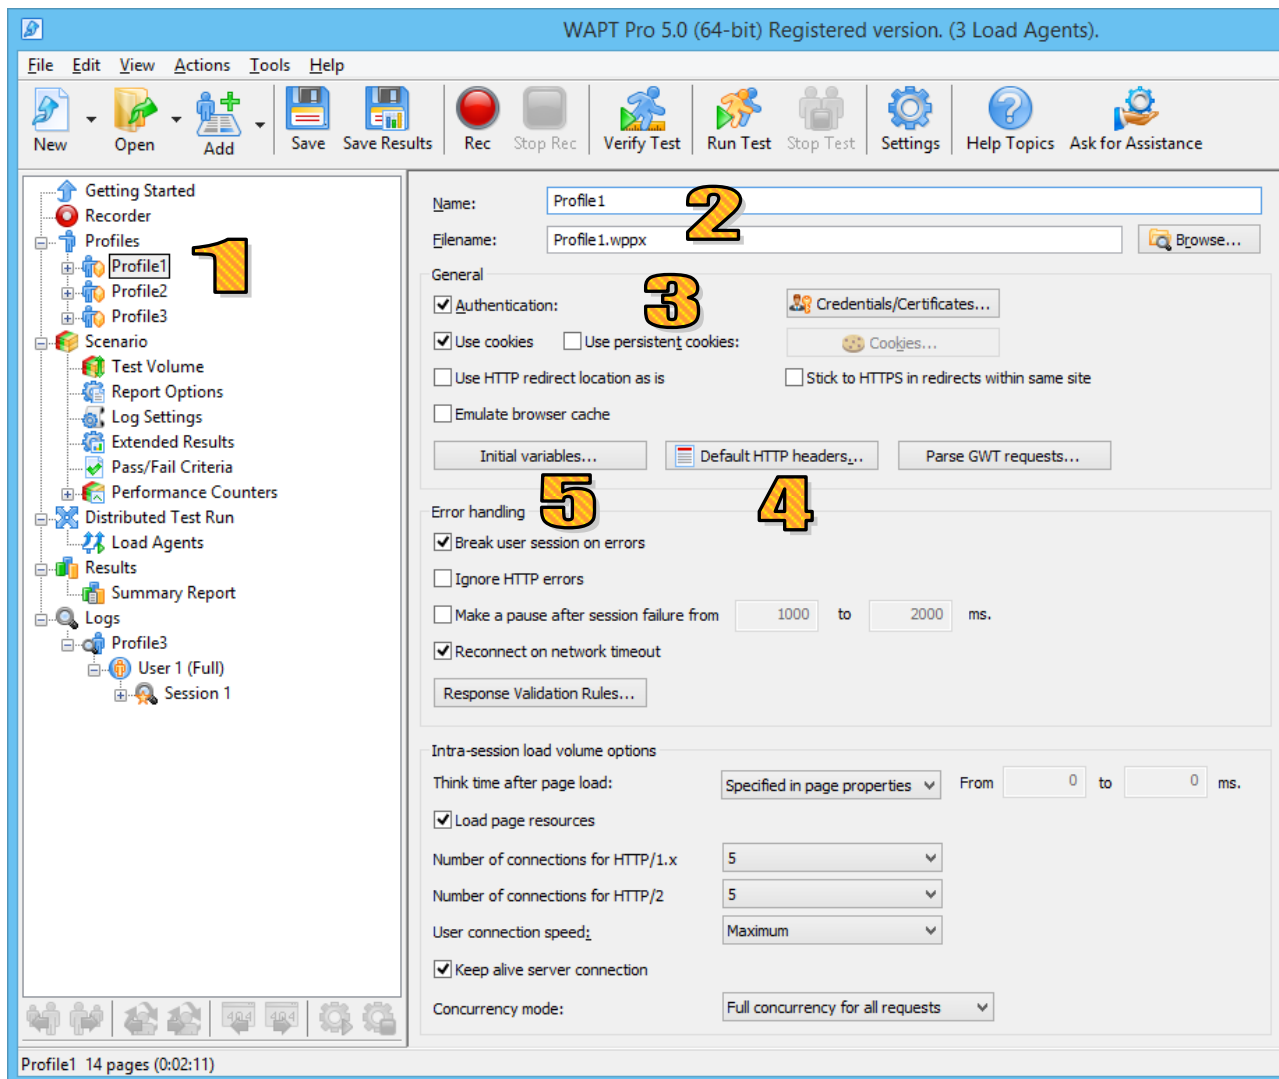 WAPT Pro 5.0 (64-bit) Registered version. (3 Load Agents).
File Edit View Actions Tools Help
New Open Add Save Save Results Rec Stop Rec Verify Test Run Test Stop Test Settings Help Topics Ask for Assistance
Getting Started
Recorder
Profiles
Profile1
Profile2
Profile3
Scenario
Test Volume
Report Options
Log Settings
Extended Results
Pass/Fail Criteria
Performance Counters
Distributed Test Run
Load Agents
Results
Summary Report
Logs
Profile3
User 1 (Full)
Session 1
1
Name: Profile1
2
Filename: Profile1.wppx Browse...
General
3
Authentication: Credentials/Certificates...
Use cookies Use persistent cookies: Cookies...
Use HTTP redirect location as is Stick to HTTPS in redirects within same site
Emulate browser cache
Initial variables... Default HTTP headers... Parse GWT requests...
5 4
Error handling
Break user session on errors
Ignore HTTP errors
Make a pause after session failure from 1000 to 2000 ms.
Reconnect on network timeout
Response Validation Rules...
Intra-session load volume options
Think time after page load: Specified in page properties From 0 to 0 ms.
Load page resources
Number of connections for HTTP/1.x 5
Number of connections for HTTP/2 5
User connection speed: Maximum
Keep alive server connection
Concurrency mode: Full concurrency for all requests
404 404
Profile1 14 pages (0:02:11)